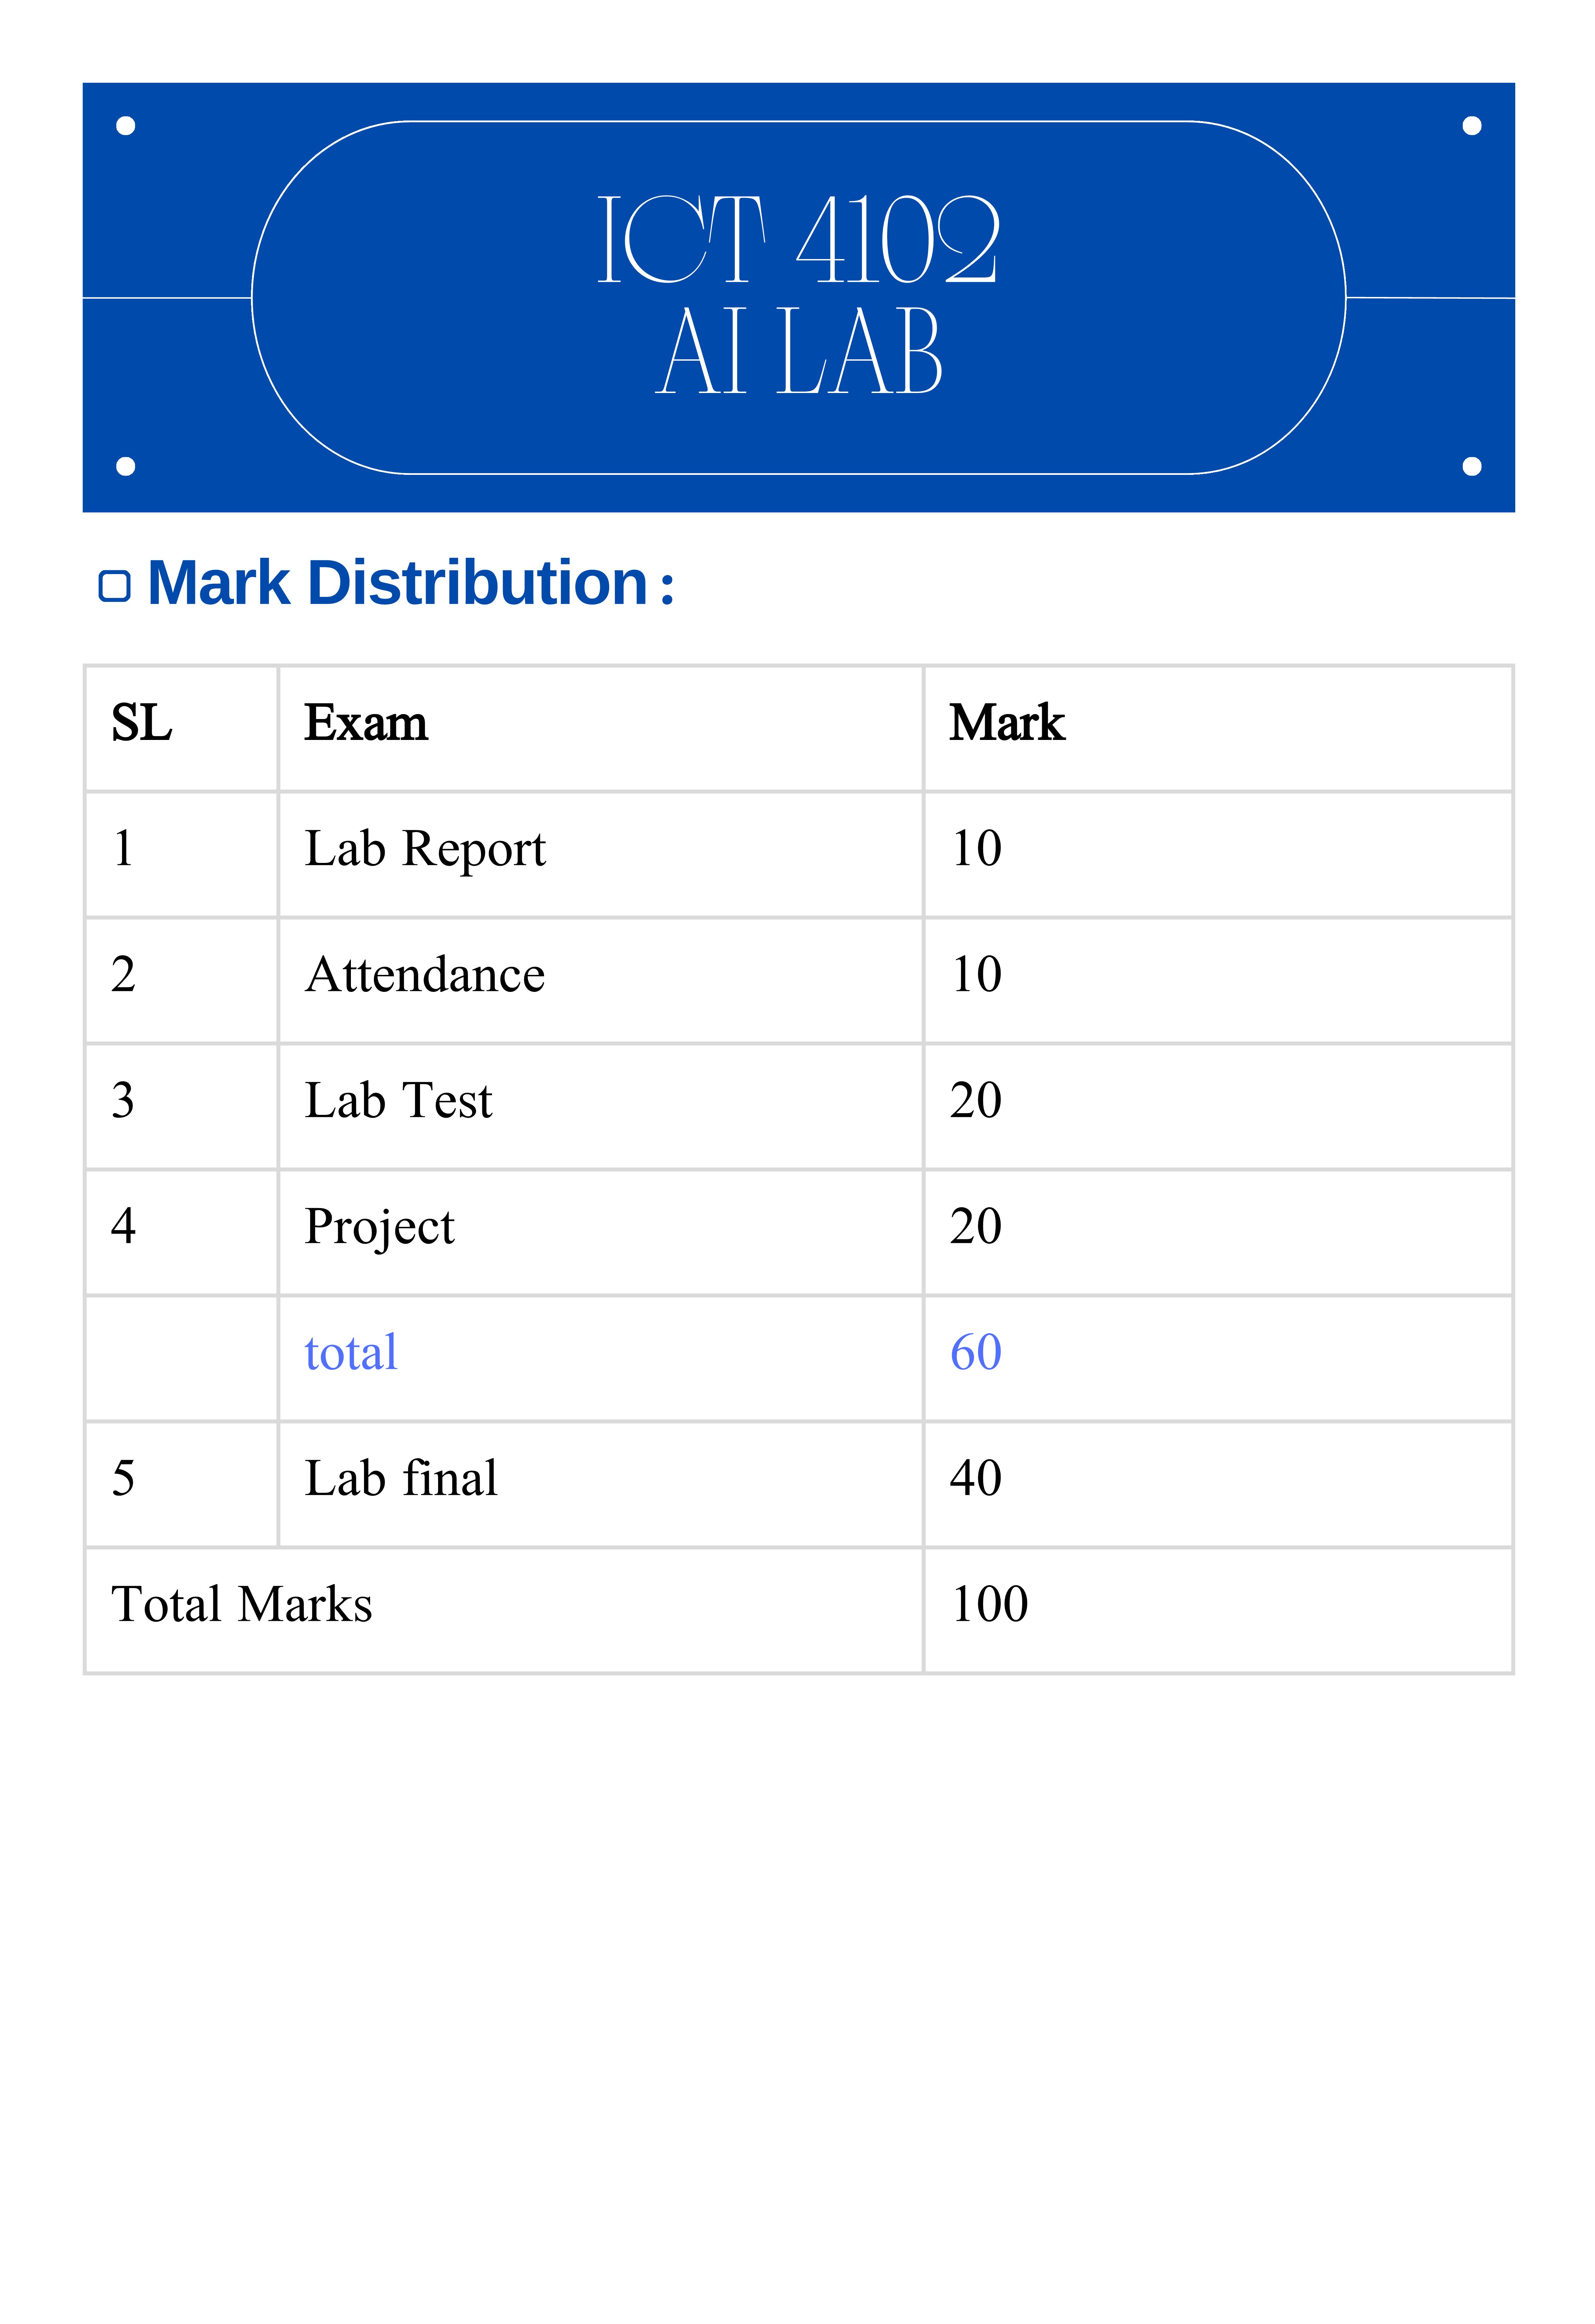 ICT 4102
AI LAB
Mark Distribution :
SL Exam Mark
1 Lab Report 10
2 Attendance 10
3 Lab Test 20
4 Project 20
total 60
5 Lab final 40
Total Marks 100